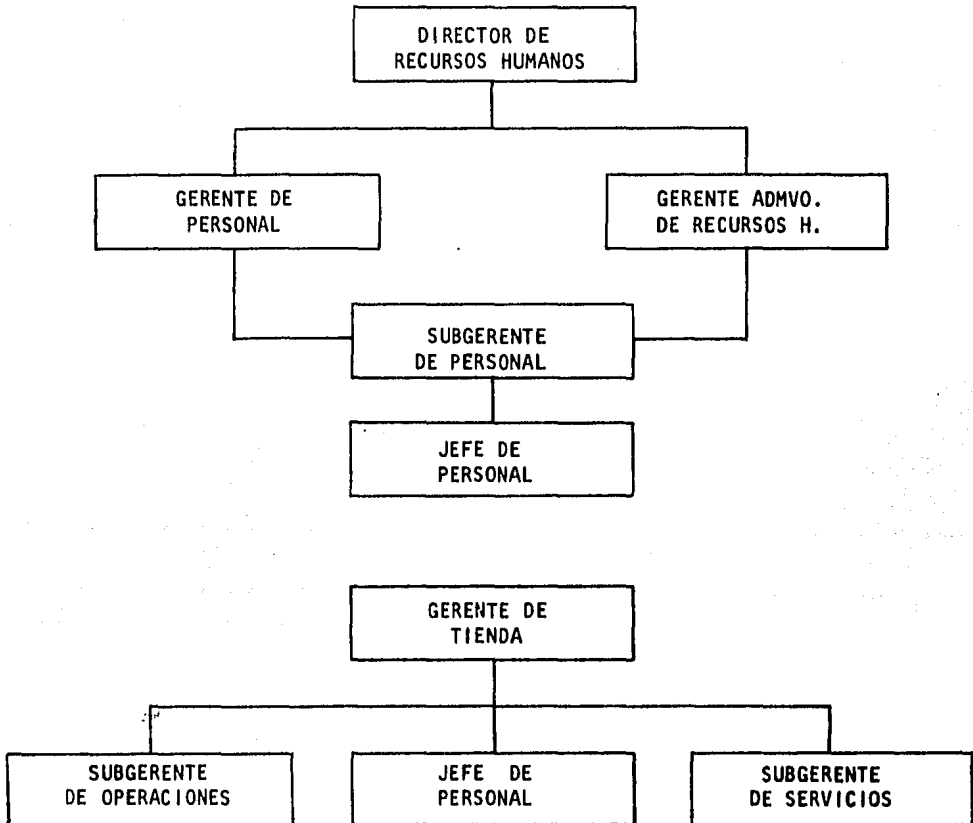 DIRECTOR DE
RECURSOS HUMANOS
GERENTE DE
PERSONAL
GERENTE ADMVO.
DE RECURSOS H.
SUBGERENTE
DE PERSONAL
JEFE DE
PERSONAL
GERENTE DE
TIENDA
SUBGERENTE
DE OPERACIONES
JEFE DE
PERSONAL
SUBGERENTE
DE SERVICIOS